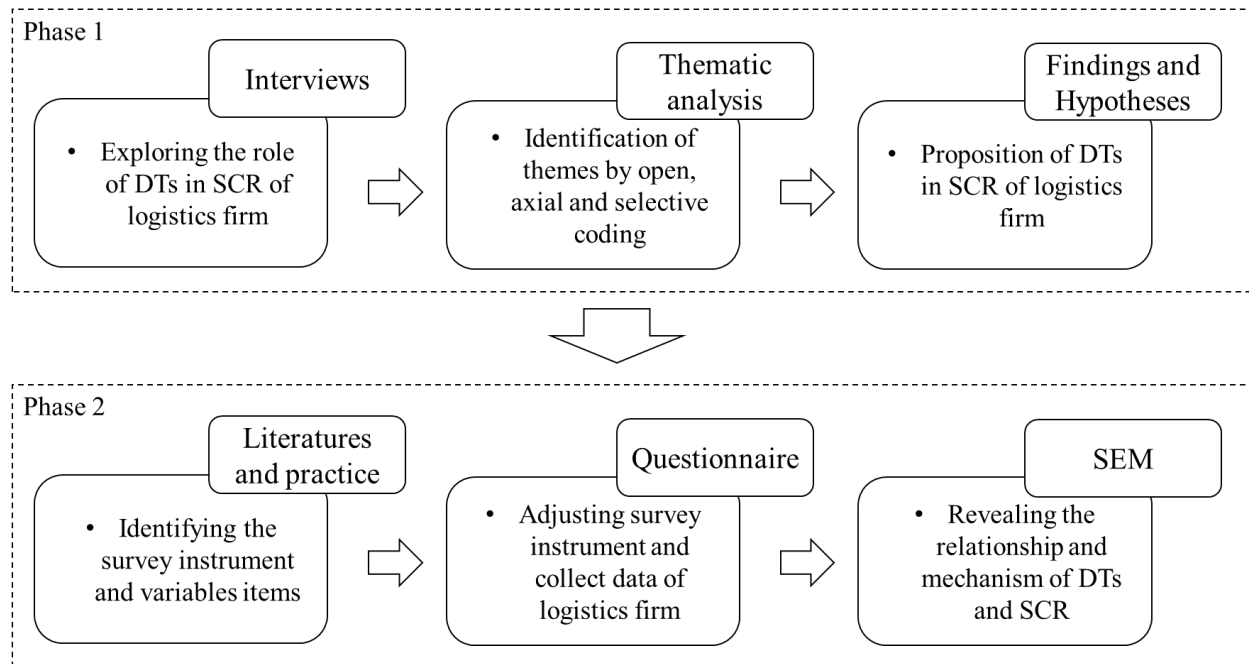 Phase 1
Interviews
• Exploring the role
of DTs in SCR of
logistics firm
Thematic
analysis
• Identification of
themes by open,
axial and selective
coding
Findings and
Hypotheses
• Proposition of DTs
in SCR of logistics
firm
Phase 2
Literatures
and practice
• Identifying the
survey instrument
and variables items
Questionnaire
• Adjusting survey
instrument and
collect data of
logistics firm
SEM
• Revealing the
relationship and
mechanism of DTs
and SCR